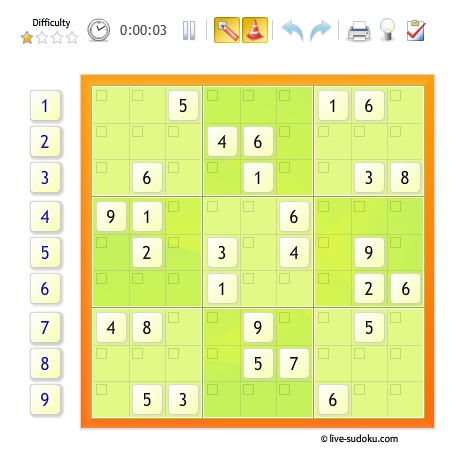 Difficulty
0:00:03
1 5 1 6
2 4 6
3 6 1 3 8
4 9 1 6
5 2 3 4 9
6 1 2 6
7 4 8 9 5
8 5 7
9 5 3 6
© live-sudoku.com